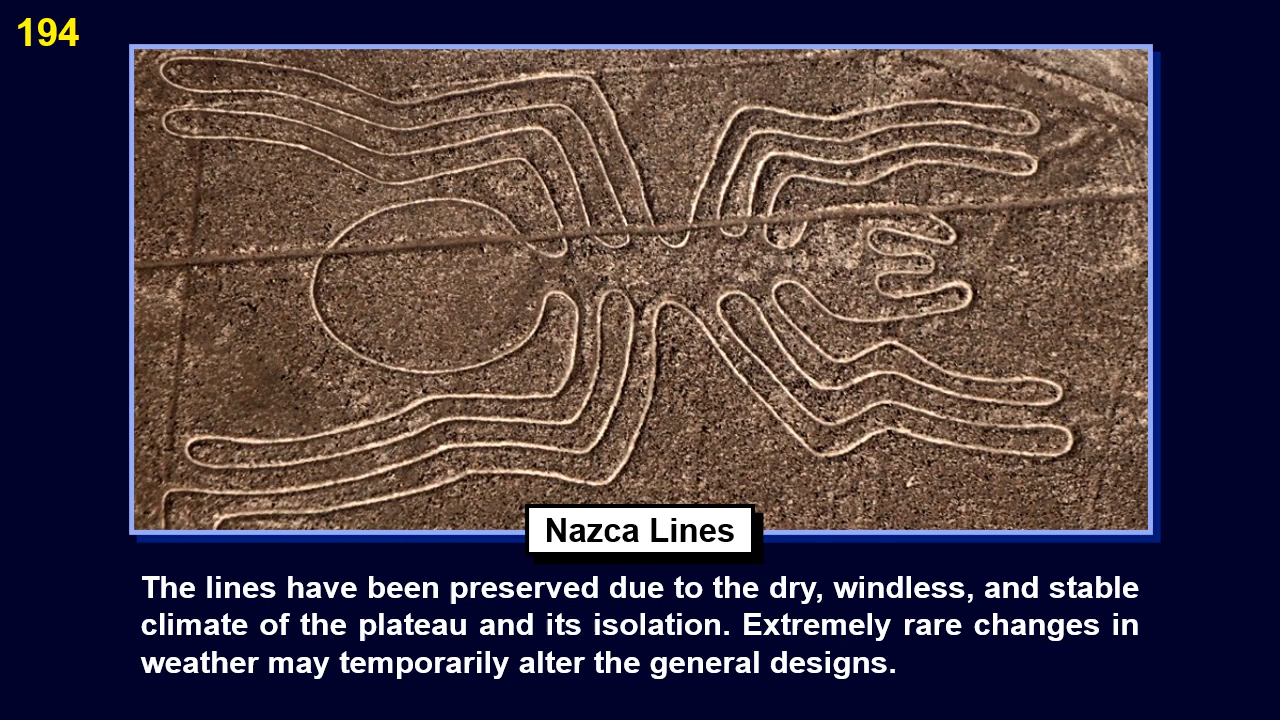 194
Nazca Lines
The lines have been preserved due to the dry, windless, and stable
climate of the plateau and its isolation. Extremely rare changes in
weather may temporarily alter the general designs.